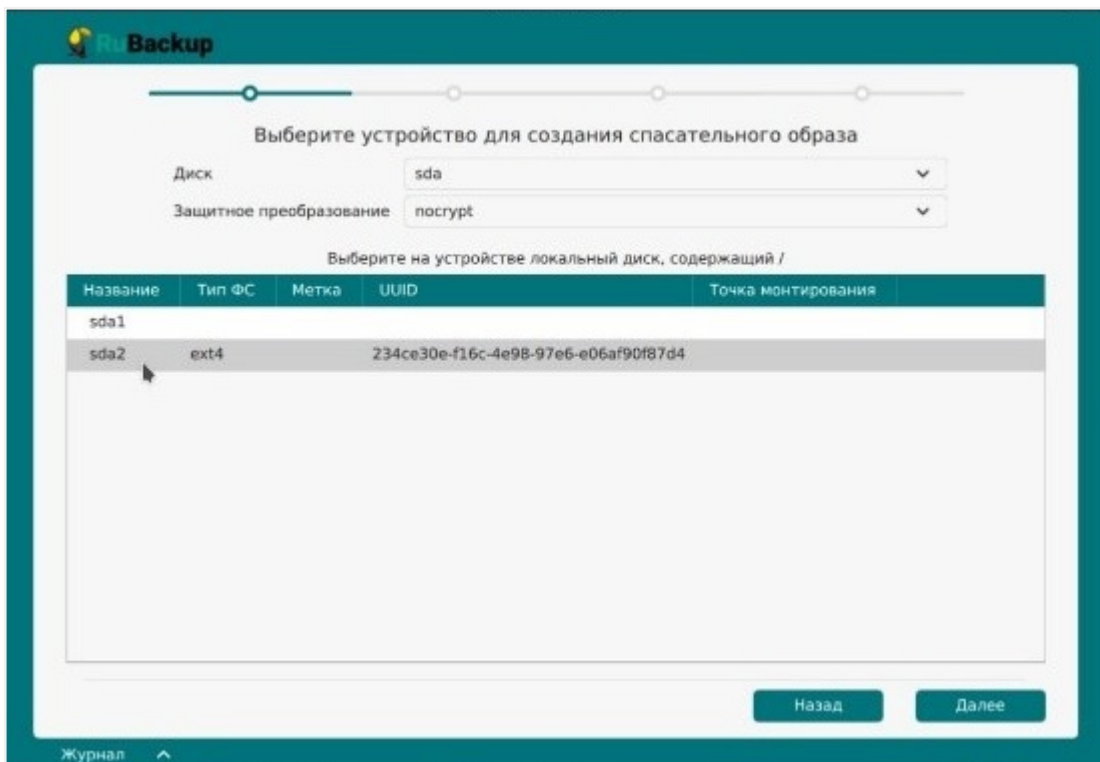 RuBackup
Выберите устройство для создания спасательного образа
Диск sda
Защитное преобразование nocrypt
Выберите на устройстве локальный диск, содержащий /
Название Тип ФС Метка UUID Точка монтирования
sda1
sda2 ext4 234ce30e-f16c-4e98-97e6-e06af90f87d4
Назад Далее
Журнал